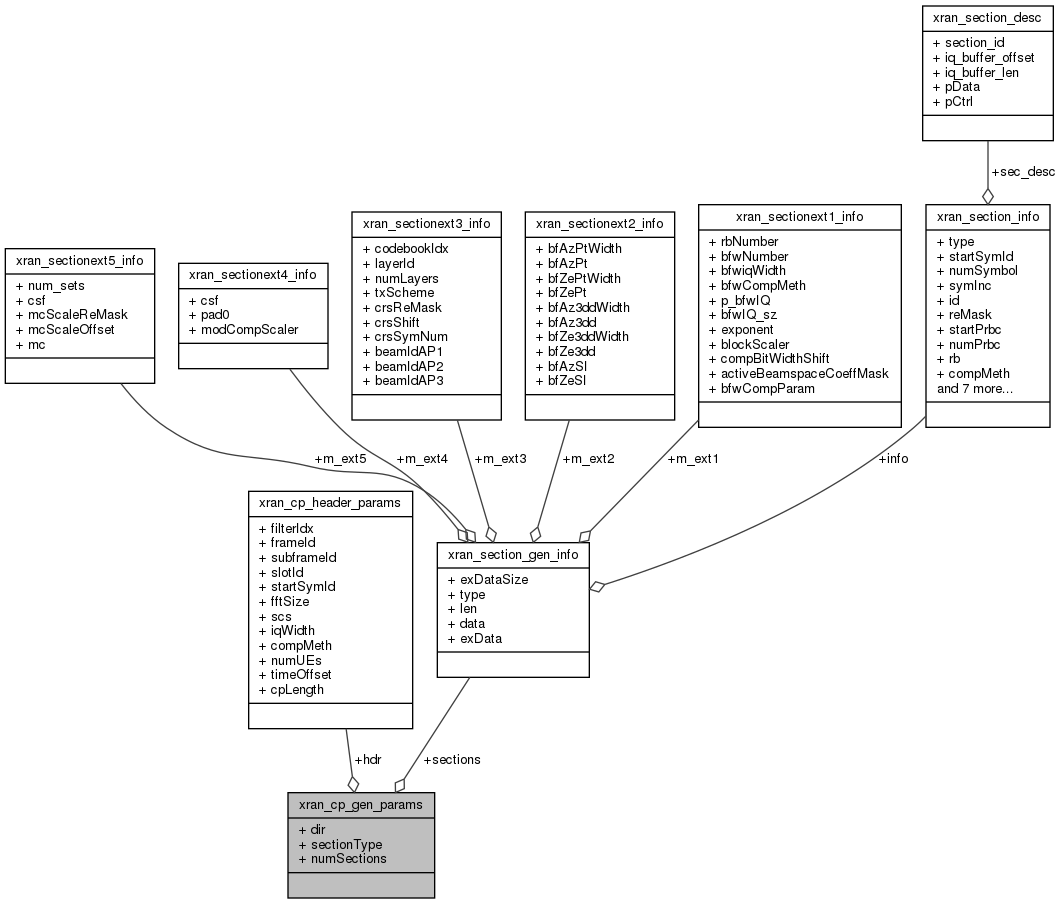 xran_section_desc
+ section_id
+ iq_buffer_offset
+ iq_buffer_len
+ pData
+ pCtrl
+sec_desc
xran_sectionext5_info
+ num_sets
+ csf
+ mcScaleReMask
+ mcScaleOffset
+ mc
xran_sectionext4_info
+ csf
+ pad0
+ modCompScaler
xran_sectionext3_info
+ codebookIdx
+ layerId
+ numLayers
+ txScheme
+ crsReMask
+ crsShift
+ crsSymNum
+ beamIdAP1
+ beamIdAP2
+ beamIdAP3
xran_sectionext2_info
+ bfAzPtWidth
+ bfAzPt
+ bfZePtWidth
+ bfZePt
+ bfAz3ddWidth
+ bfAz3dd
+ bfZe3ddWidth
+ bfZe3dd
+ bfAzSI
+ bfZeSI
xran_sectionext1_info
+ rbNumber
+ bfwNumber
+ bfwiqWidth
+ bfwCompMeth
+ p_bfwIQ
+ bfwIQ_sz
+ exponent
+ blockScaler
+ compBitWidthShift
+ activeBeamspaceCoeffMask
+ bfwCompParam
xran_section_info
+ type
+ startSymId
+ numSymbol
+ symInc
+ id
+ reMask
+ startPrbc
+ numPrbc
+ rb
+ compMeth
and 7 more...
+m_ext5
+m_ext4
+m_ext3
+m_ext2
+m_ext1
+info
xran_cp_header_params
+ filterIdx
+ frameId
+ subframeId
+ slotId
+ startSymId
+ fftSize
+ scs
+ iqWidth
+ compMeth
+ numUEs
+ timeOffset
+ cpLength
xran_section_gen_info
+ exDataSize
+ type
+ len
+ data
+ exData
+hdr
+sections
xran_cp_gen_params
+ dir
+ sectionType
+ numSections